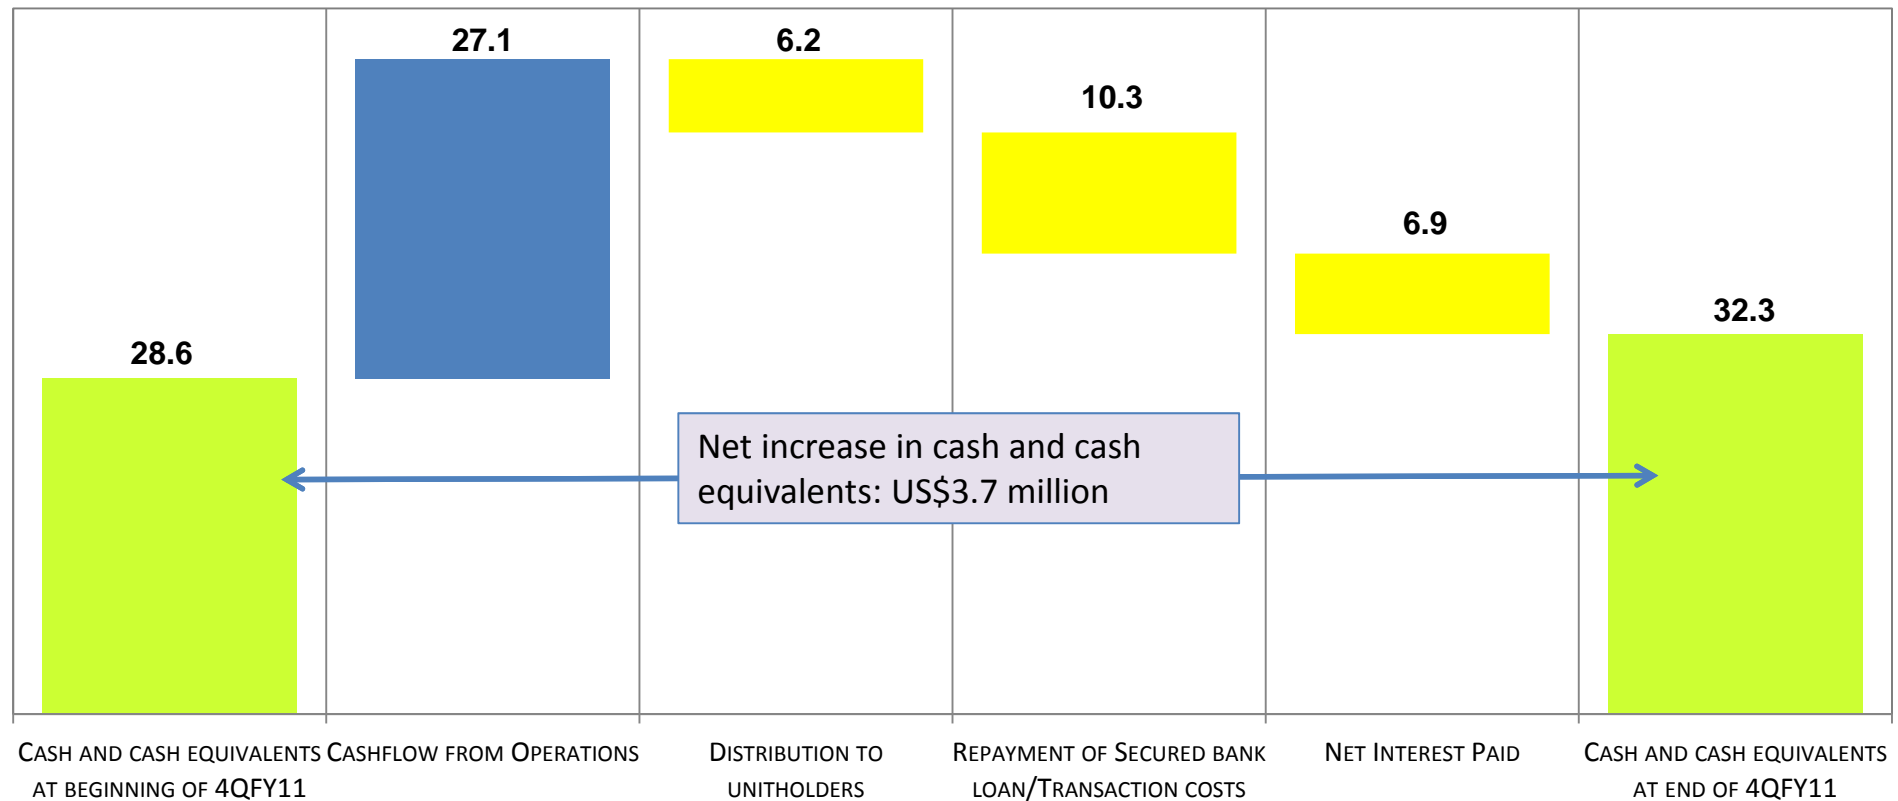 27.1
6.2
10.3
6.9
32.3
28.6
Net increase in cash and cash
equivalents: US$3.7 million
CASH AND CASH EQUIVALENTS
AT BEGINNING OF 4QFY11
CASHFLOW FROM OPERATIONS
DISTRIBUTION TO
UNITHOLDERS
REPAYMENT OF SECURED BANK
LOAN/TRANSACTION COSTS
NET INTEREST PAID
CASH AND CASH EQUIVALENTS
AT END OF 4QFY11